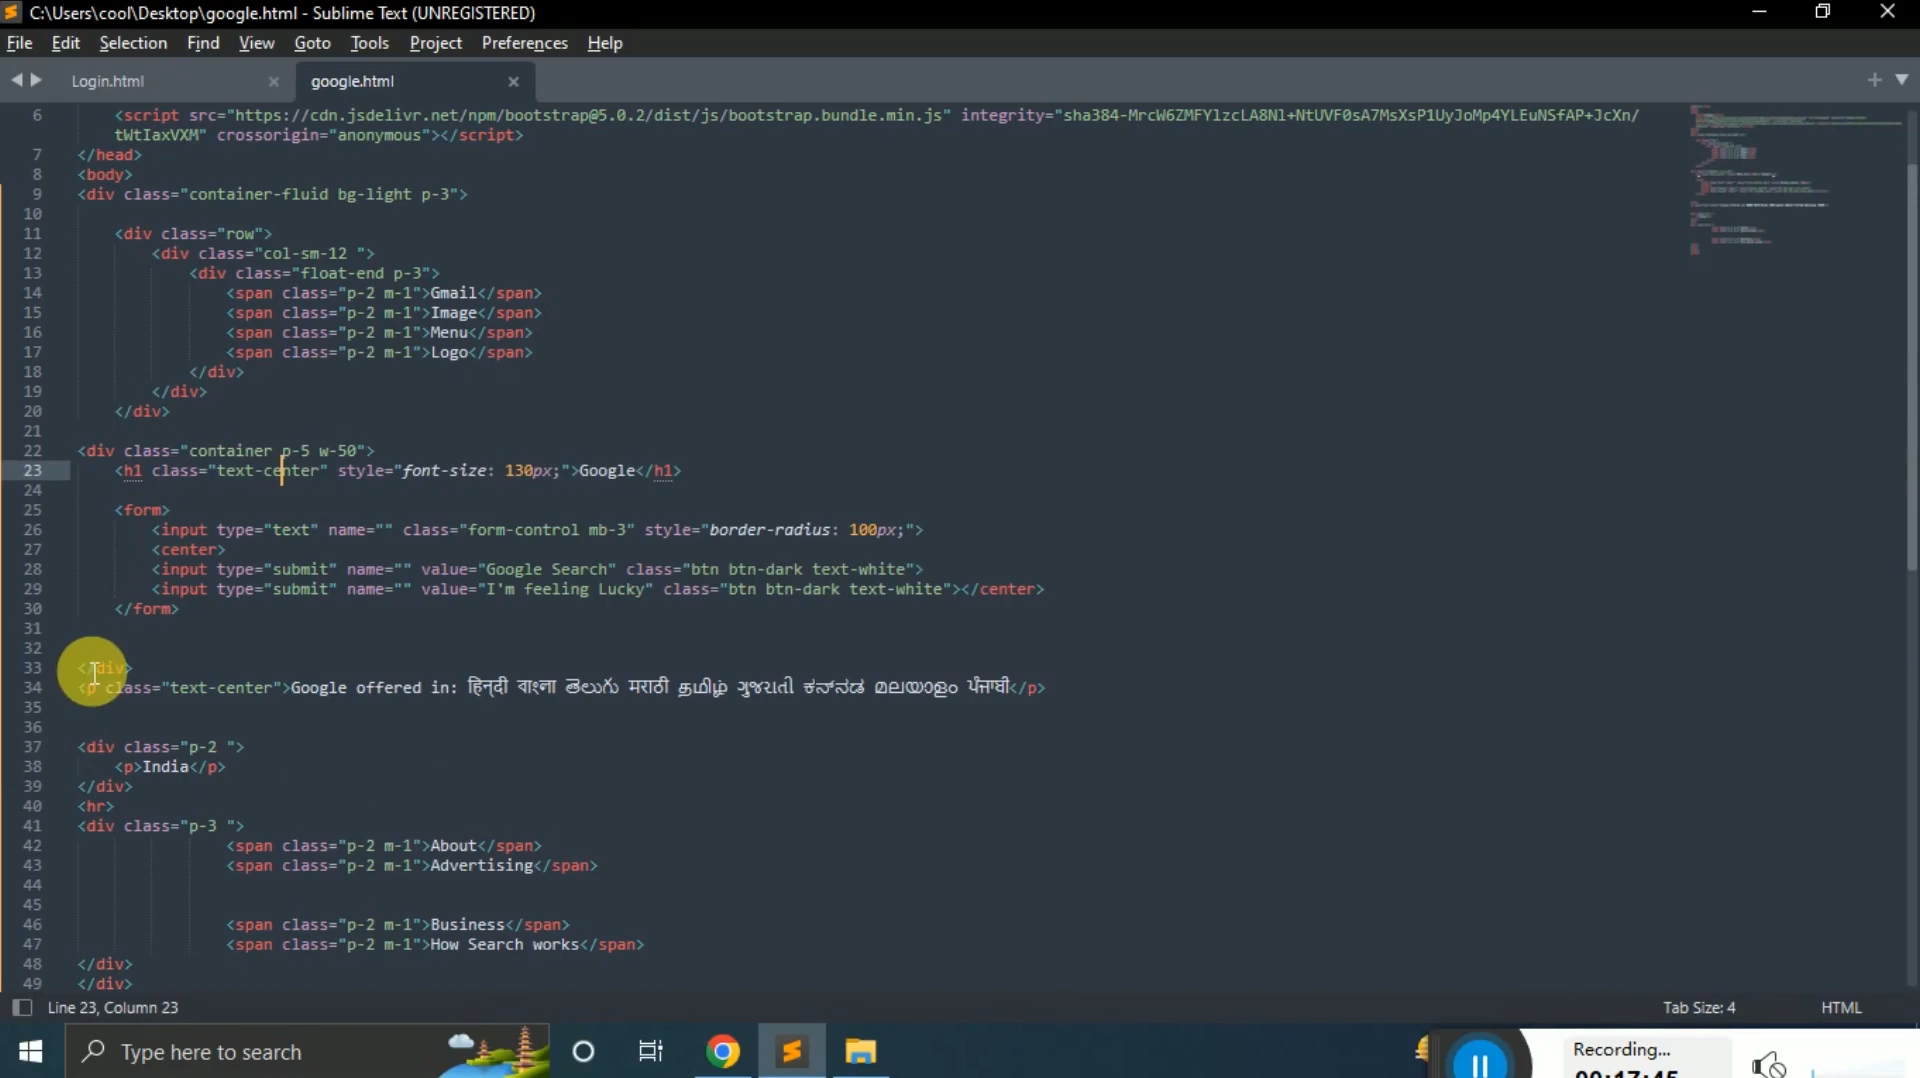 C:\Users\cool\Desktop\google.html - Sublime Text (UNREGISTERED)
File Edit Selection Find View Goto Tools Project Preferences Help
Login.html google.html
6 <script src="https://cdn.jsdelivr.net/npm/bootstrap@5.0.2/dist/js/bootstrap.bundle.min.js" integrity="sha384-MrcW6ZMFYlzcLA8Nl+NtUVF0sA7MsXsP1UyJoMp4YLEuNSfAP+JcXn/
tWtIaxVXM" crossorigin="anonymous"></script>
7 </head>
8 <body>
9 <div class="container-fluid bg-light p-3">
10
11 <div class="row">
12 <div class="col-sm-12 ">
13 <div class="float-end p-3">
14 <span class="p-2 m-1">Gmail</span>
15 <span class="p-2 m-1">Image</span>
16 <span class="p-2 m-1">Menu</span>
17 <span class="p-2 m-1">Logo</span>
18 </div>
19 </div>
20 </div>
21
22 <div class="container p-5 w-50">
23 <h1 class="text-center" style="font-size: 130px;">Google</h1>
24
25 <form>
26 <input type="text" name="" class="form-control mb-3" style="border-radius: 100px;">
27 <center>
28 <input type="submit" name="" value="Google Search" class="btn btn-dark text-white">
29 <input type="submit" name="" value="I'm feeling Lucky" class="btn btn-dark text-white"></center>
30 </form>
31
32
33 </div>
34 <p class="text-center">Google offered in: हिन्दी বাংলা తెలుగు मराठी தமிழ் ગુજરાતી ಕನ್ನಡ മലയാളം ਪੰਜਾਬੀ</p>
35
36
37 <div class="p-2 ">
38 <p>India</p>
39 </div>
40 <hr>
41 <div class="p-3 ">
42 <span class="p-2 m-1">About</span>
43 <span class="p-2 m-1">Advertising</span>
44
45
46 <span class="p-2 m-1">Business</span>
47 <span class="p-2 m-1">How Search works</span>
48 </div>
49 </div>
Line 23, Column 23 Tab Size: 4 HTML
Type here to search
Recording...
00:17:45